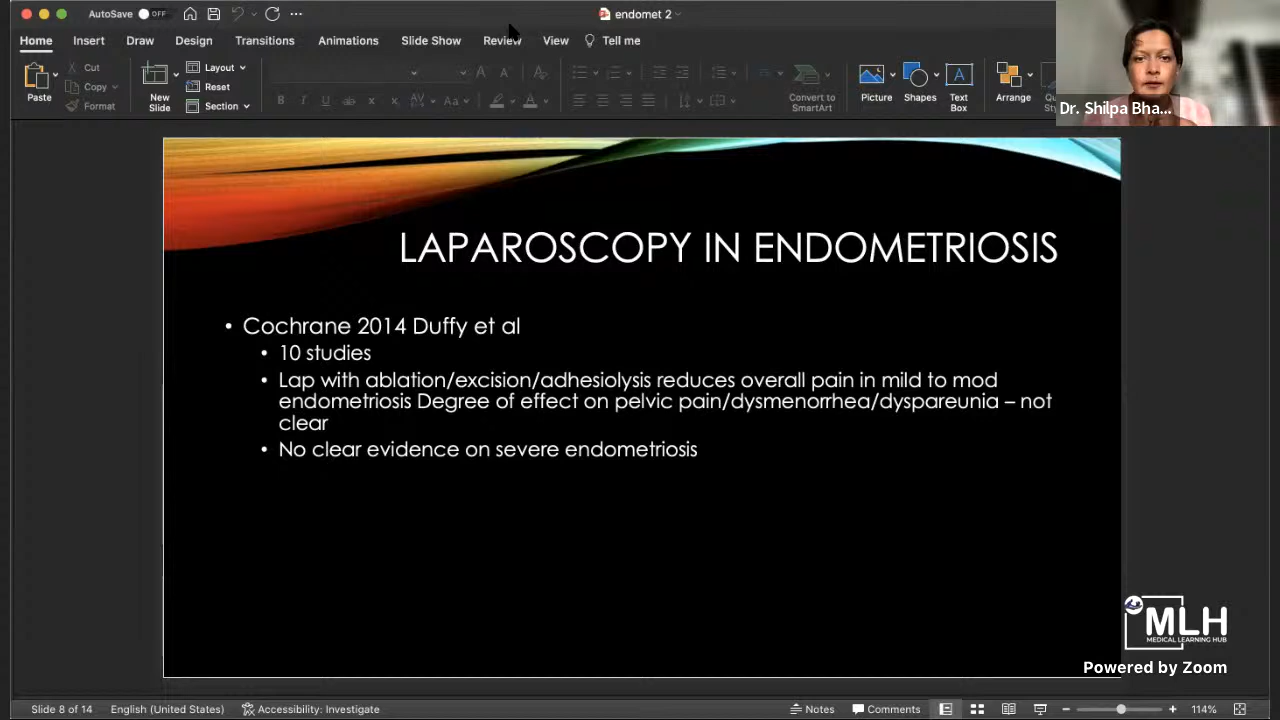 AutoSave OFF
endomet 2
Home Insert Draw Design Transitions Animations Slide Show Review View Tell me
Paste
Cut
Copy
Format
New
Slide
Layout
Reset
Section
Convert to
SmartArt
Picture
Shapes
Text
Box
Arrange
Dr. Shilpa Bha...
LAPAROSCOPY IN ENDOMETRIOSIS
• Cochrane 2014 Duffy et al
• 10 studies
• Lap with ablation/excision/adhesiolysis reduces overall pain in mild to mod
endometriosis Degree of effect on pelvic pain/dysmenorrhea/dyspareunia – not
clear
• No clear evidence on severe endometriosis
MLH
MEDICAL LEARNING HUB
Powered by Zoom
Slide 8 of 14 English (United States) Accessibility: Investigate Notes Comments 114%